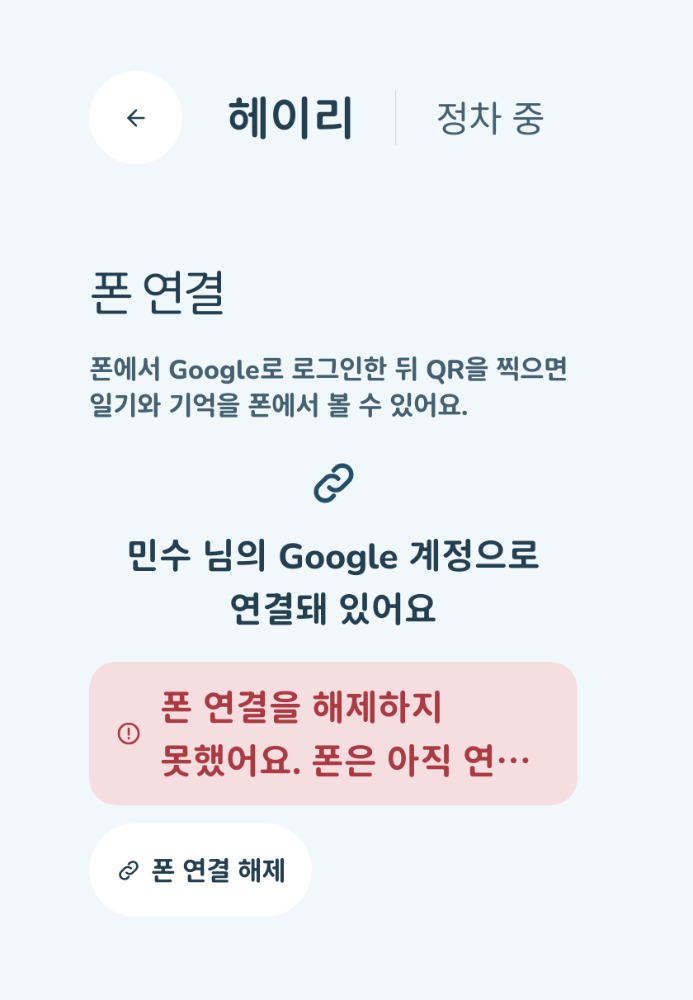 헤이리
정차 중
폰 연결
폰에서 Google로 로그인한 뒤 QR을 찍으면
일기와 기억을 폰에서 볼 수 있어요.
민수 님의 Google 계정으로
연결돼 있어요
폰 연결을 해제하지
못했어요. 폰은 아직 연…
폰 연결 해제